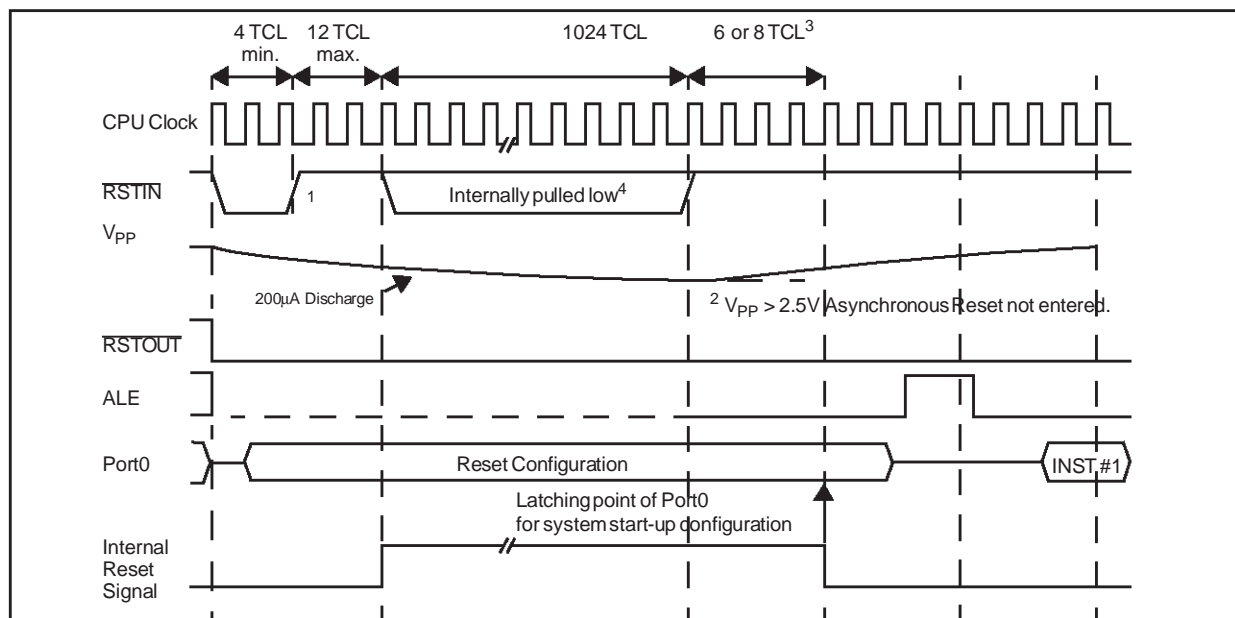 4 TCL min.
12 TCL max.
1024 TCL
6 or 8 TCL3
CPU Clock
RSTIN
1
Internally pulled low4
VPP
200µA Discharge
2 VPP > 2.5V Asynchronous Reset not entered.
RSTOUT
ALE
Port0
Reset Configuration
INST #1
Latching point of Port0
for system start-up configuration
Internal
Reset
Signal